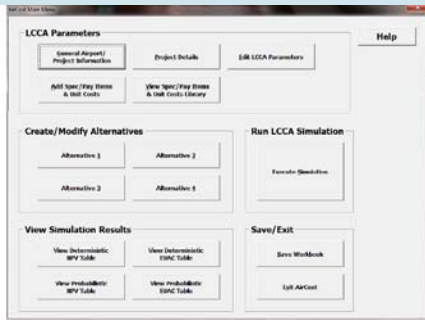 AirCost Main Menu
LCCA Parameters
Help
General Airport/
Project Information
Project Details
Edit LCCA Parameters
Add Spec/Pay Items
& Unit Costs
View Spec/Pay Items
& Unit Costs Library
Create/Modify Alternatives
Run LCCA Simulation
Alternative 1
Alternative 2
Execute Simulation
Alternative 3
Alternative 4
View Simulation Results
Save/Exit
View Deterministic
NPV Table
View Deterministic
EUAC Table
Save Workbook
View Probabilistic
NPV Table
View Probabilistic
EUAC Table
Exit AirCost